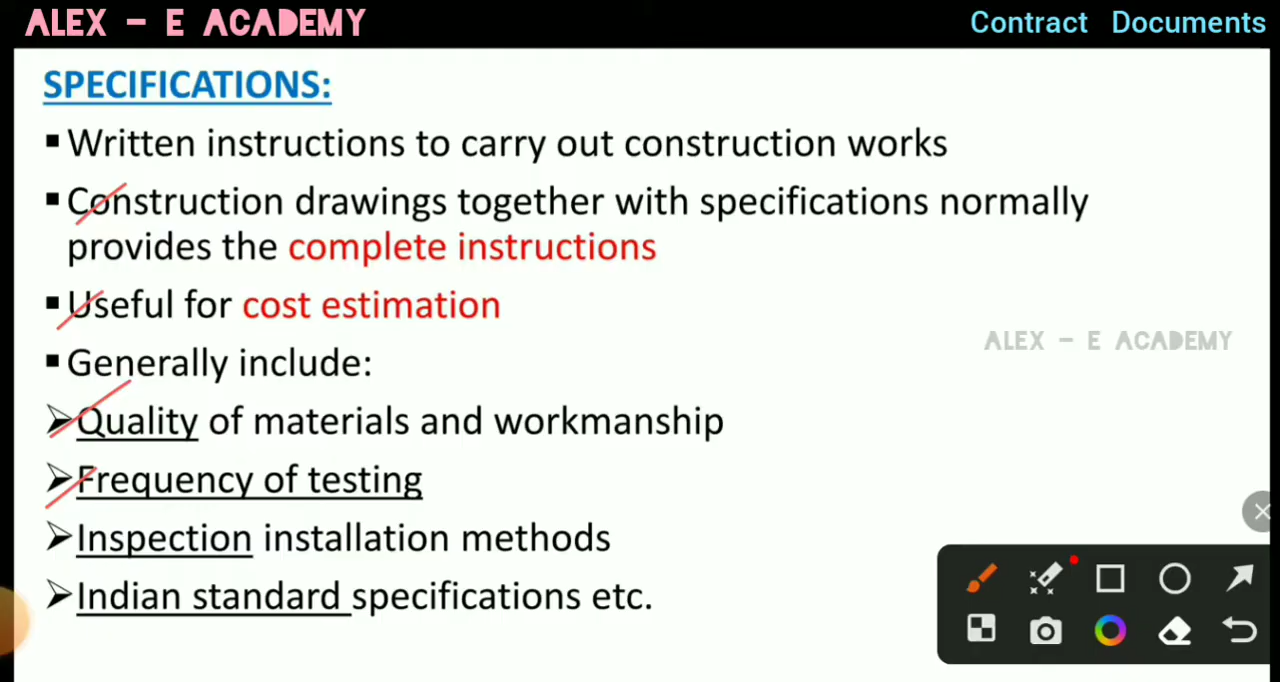 ALEX – E ACADEMY
Contract Documents
SPECIFICATIONS:
▪ Written instructions to carry out construction works
▪ Construction drawings together with specifications normally
provides the complete instructions
▪ Useful for cost estimation
ALEX – E ACADEMY
▪ Generally include:
➢ Quality of materials and workmanship
➢ Frequency of testing
➢ Inspection installation methods
➢ Indian standard specifications etc.